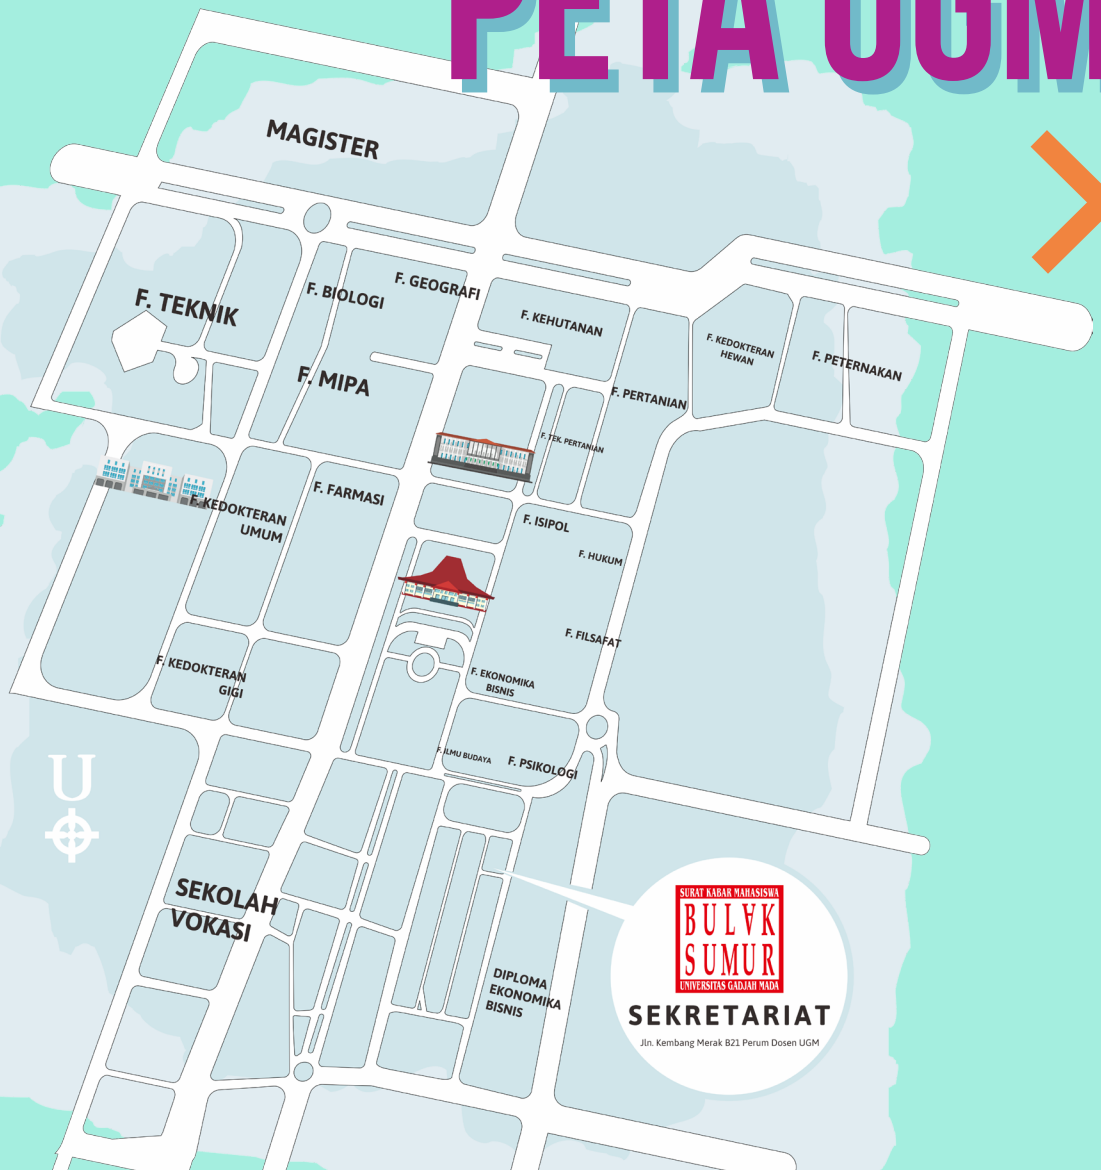 PETA UGM
MAGISTER
F. TEKNIK
F. BIOLOGI
F. GEOGRAFI
F. KEHUTANAN
F. KEDOKTERAN
HEWAN
F. PETERNAKAN
F. MIPA
F. PERTANIAN
F. TEK. PERTANIAN
F. KEDOKTERAN
UMUM
F. FARMASI
F. ISIPOL
F. HUKUM
F. FILSAFAT
F. KEDOKTERAN
GIGI
F. EKONOMIKA
BISNIS
F. ILMU BUDAYA
F. PSIKOLOGI
U
SEKOLAH
VOKASI
DIPLOMA
EKONOMIKA
BISNIS
SURAT KABAR MAHASISWA
BULAK
SUMUR
UNIVERSITAS GADJAH MADA
SEKRETARIAT
Jln. Kembang Merak B21 Perum Dosen UGM